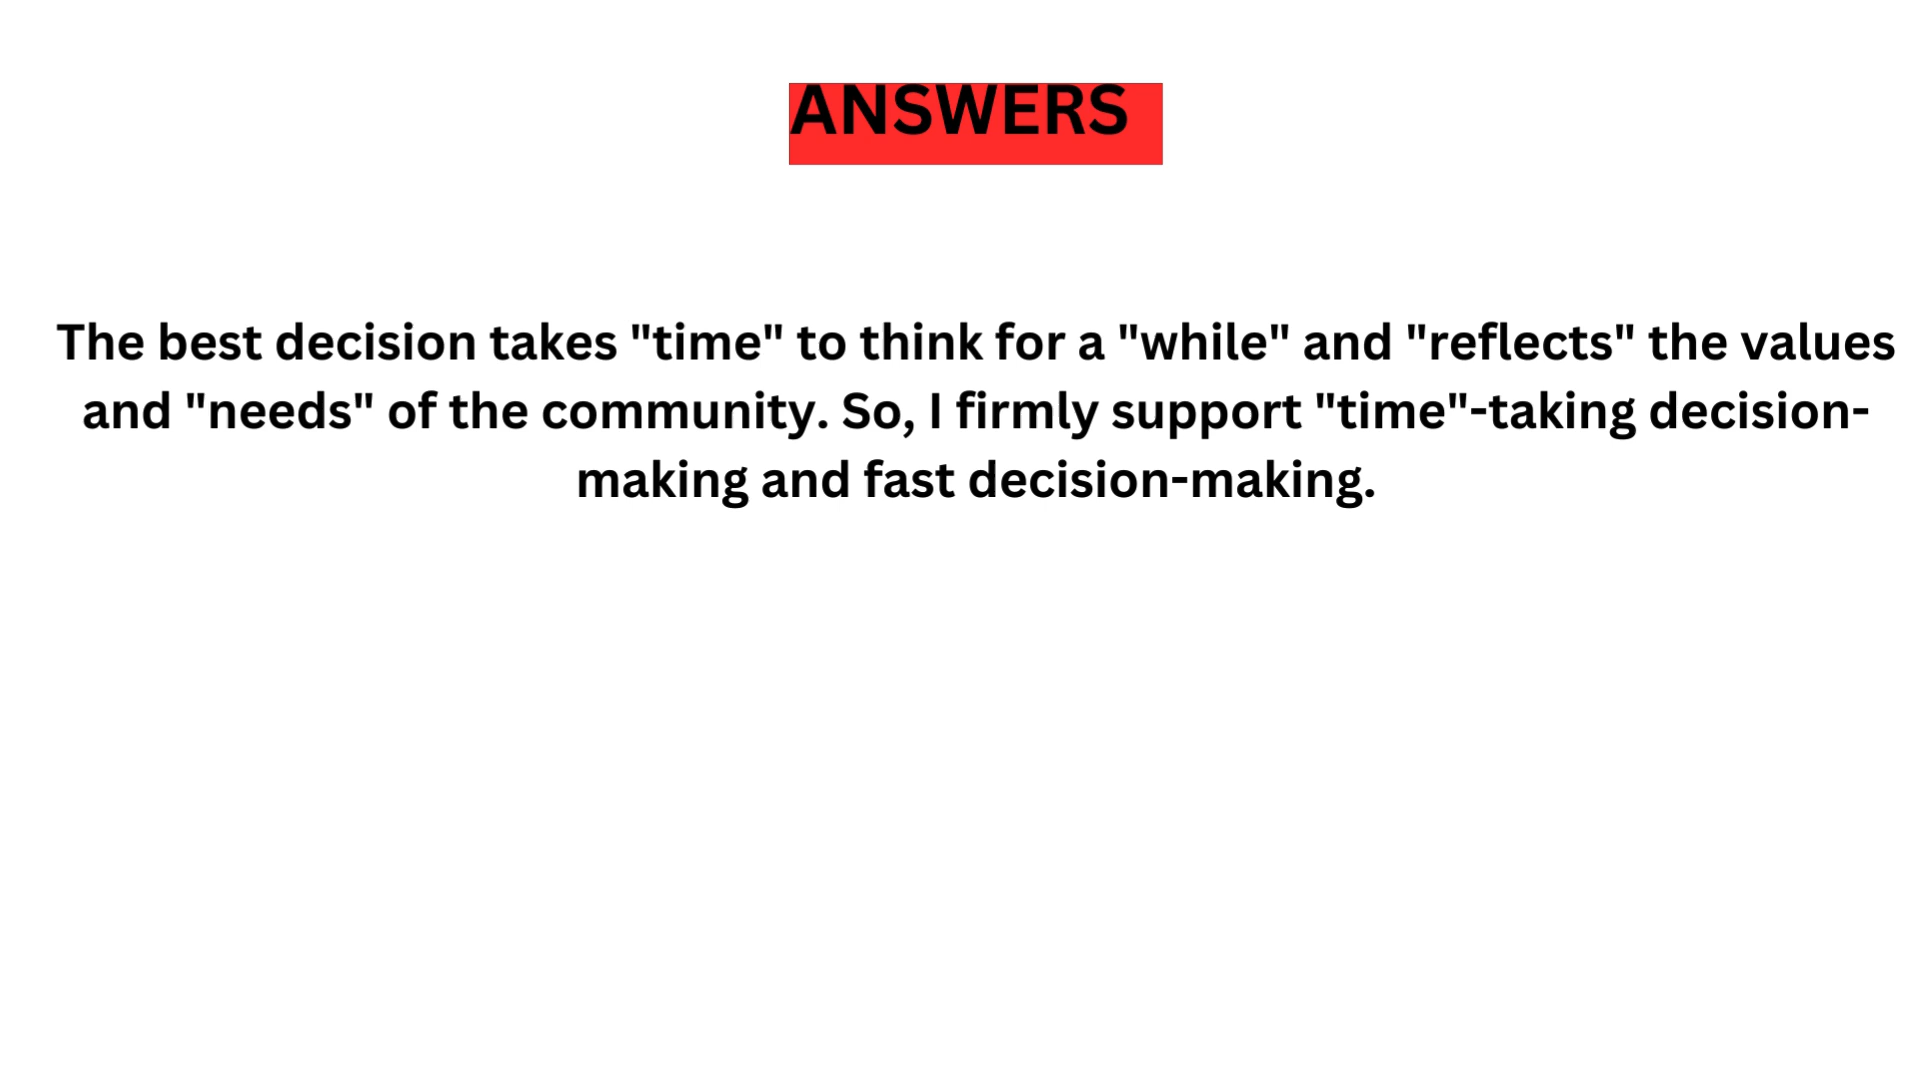 ANSWERS
The best decision takes "time" to think for a "while" and "reflects" the values
and "needs" of the community. So, I firmly support "time"-taking decision-
making and fast decision-making.